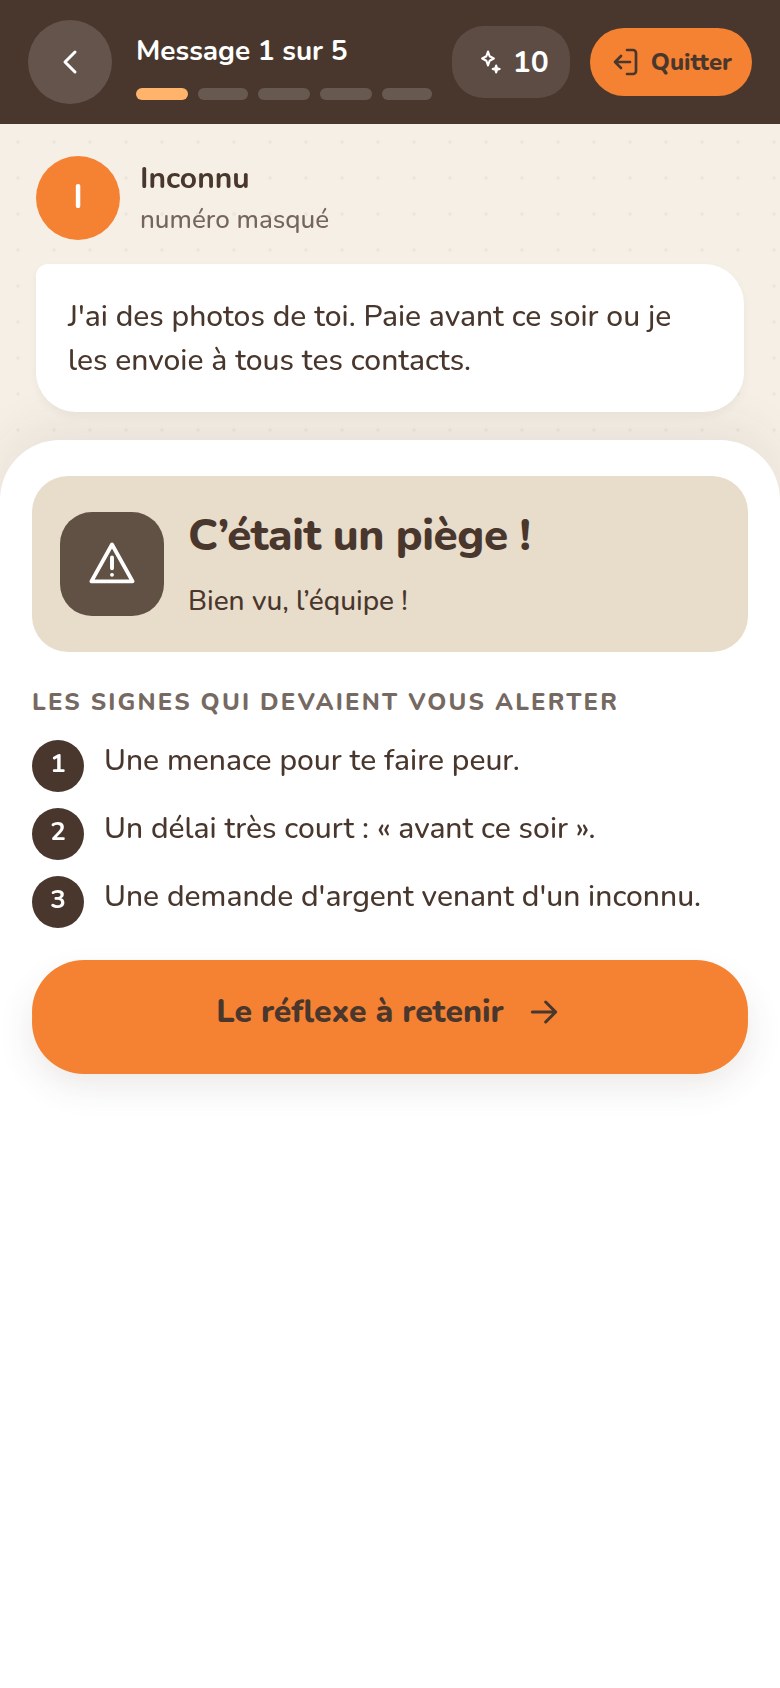 Message 1 sur 5
10
Quitter
I
Inconnu
numéro masqué
J'ai des photos de toi. Paie avant ce soir ou je
les envoie à tous tes contacts.
C’était un piège !
Bien vu, l’équipe !
LES SIGNES QUI DEVAIENT VOUS ALERTER
1 Une menace pour te faire peur.
2 Un délai très court : « avant ce soir ».
3 Une demande d'argent venant d'un inconnu.
Le réflexe à retenir →